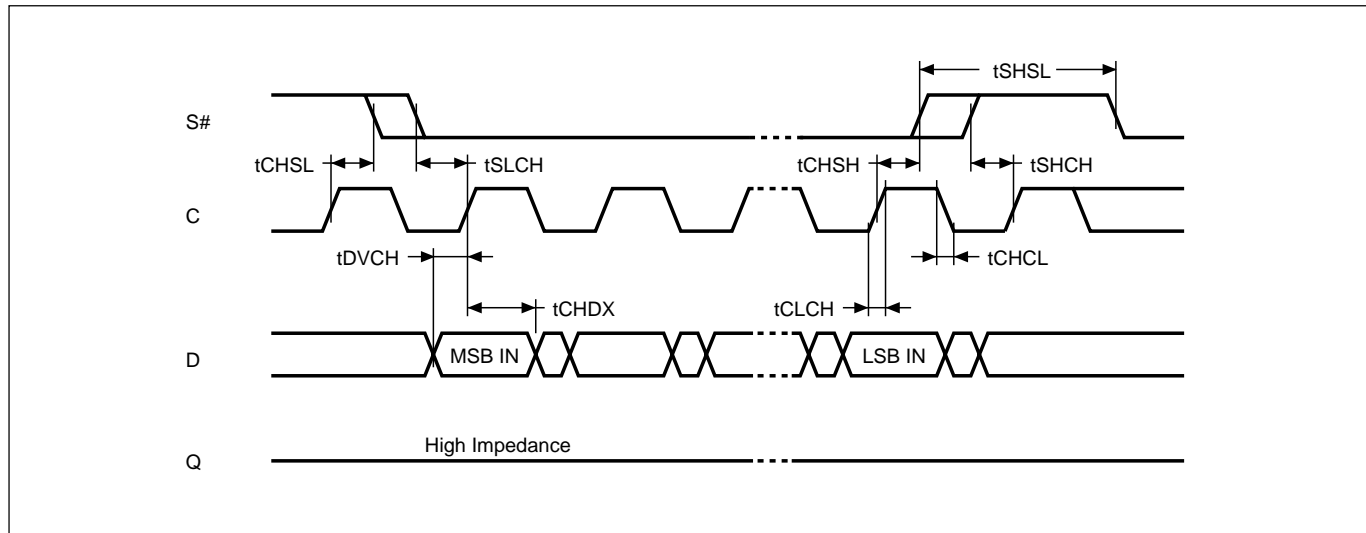 tSHSL
S#
tCHSL
tSLCH
tCHSH
tSHCH
C
tDVCH
tCHCL
tCHDX
tCLCH
D
MSB IN
LSB IN
High Impedance
Q